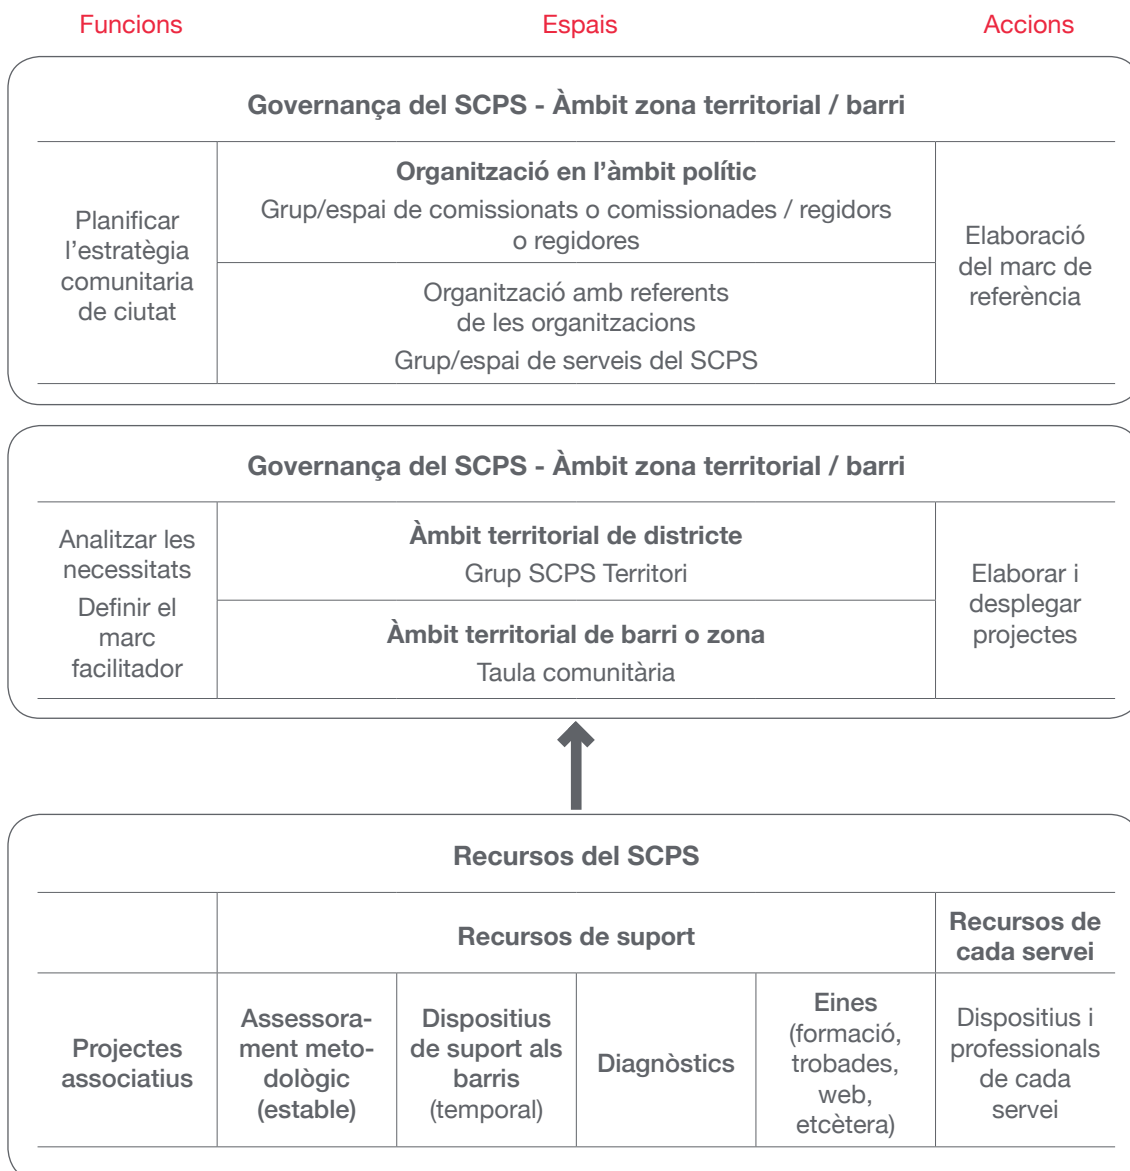 Funcions
Espais
Accions
Governança del SCPS - Àmbit zona territorial / barri
Planificar
l'estratègia
comunitaria
de ciutat
Organització en l'àmbit polític
Grup/espai de comissionats o comissionades / regidors
o regidores
Organització amb referents
de les organitzacions
Grup/espai de serveis del SCPS
Elaboració
del marc de
referència
Governança del SCPS - Àmbit zona territorial / barri
Analitzar les
necessitats
Definir el
marc
facilitador
Àmbit territorial de districte
Grup SCPS Territori
Àmbit territorial de barri o zona
Taula comunitària
Elaborar i
desplegar
projectes
Recursos del SCPS
Recursos de suport
Recursos de
cada servei
Projectes
associatius
Assessora-
ment meto-
dològic
(estable)
Dispositius
de suport als
barris
(temporal)
Diagnòstics
Eines
(formació,
trobades,
web,
etcètera)
Dispositius i
professionals
de cada
servei